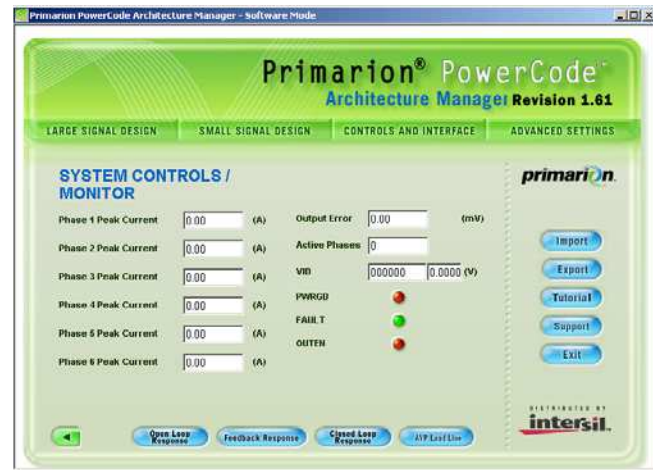 Primarion PowerCode Architecture Manager - Software Mode
Primarion® PowerCode™
Architecture Manager Revision 1.61
LARGE SIGNAL DESIGN SMALL SIGNAL DESIGN CONTROLS AND INTERFACE ADVANCED SETTINGS
SYSTEM CONTROLS /
MONITOR
primarion.
Phase 1 Peak Current 0.00 (A) Output Error 0.00 (mV)
Phase 2 Peak Current 0.00 (A) Active Phases 0
Phase 3 Peak Current 0.00 (A) VID 000000 0.0000 (V)
Phase 4 Peak Current 0.00 (A) PWRGD
Phase 5 Peak Current 0.00 (A) FAULT
Phase 6 Peak Current 0.00 (A) OUTEN
Import
Export
Tutorial
Support
Exit
DISTRIBUTED BY
intersil.
Open Loop
Response
Feedback Response
Closed Loop
Response
AVP Load Line